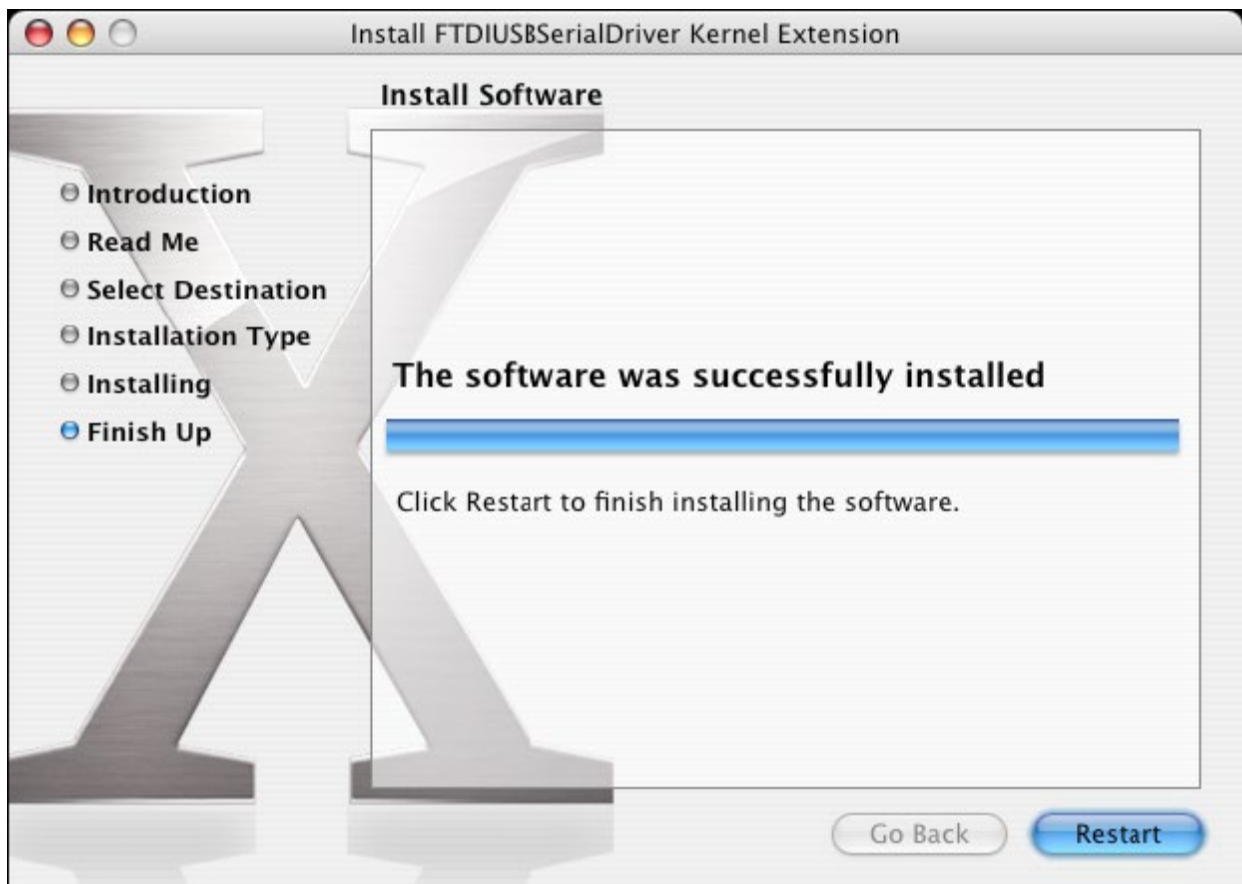 Install FTDIUSBSerialDriver Kernel Extension
Install Software
Introduction
Read Me
Select Destination
Installation Type
Installing
Finish Up
The software was successfully installed
Click Restart to finish installing the software.
Go Back
Restart